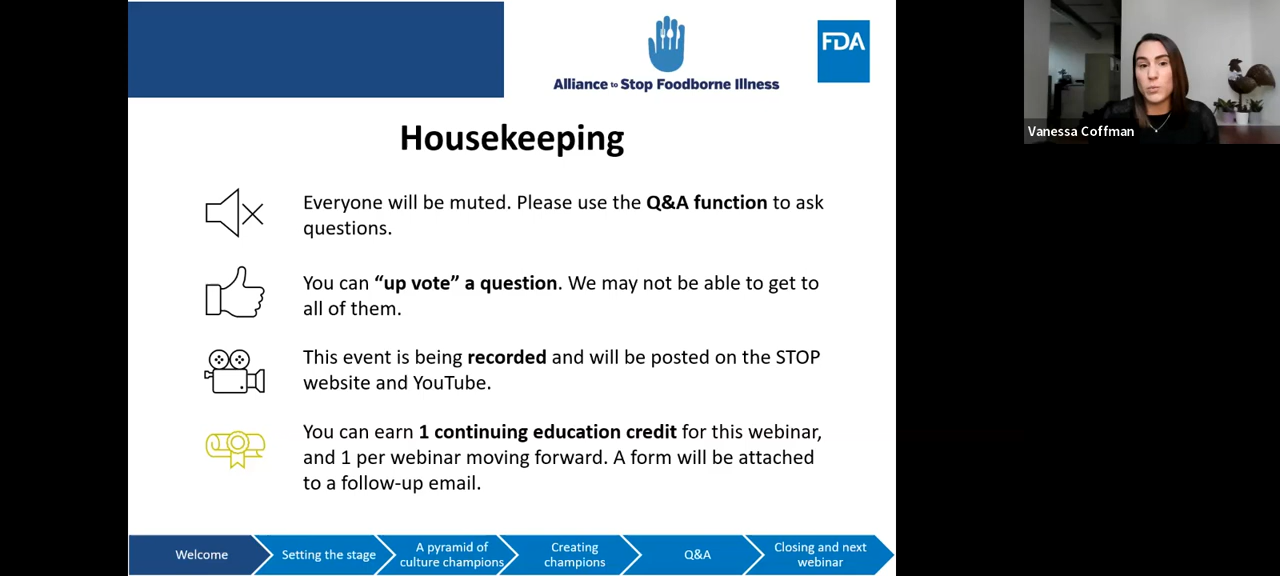 Alliance to Stop Foodborne Illness
FDA
Vanessa Coffman
Housekeeping
Everyone will be muted. Please use the Q&A function to ask
questions.
You can “up vote” a question. We may not be able to get to
all of them.
This event is being recorded and will be posted on the STOP
website and YouTube.
You can earn 1 continuing education credit for this webinar,
and 1 per webinar moving forward. A form will be attached
to a follow-up email.
Welcome
Setting the stage
A pyramid of
culture champions
Creating
champions
Q&A
Closing and next
webinar